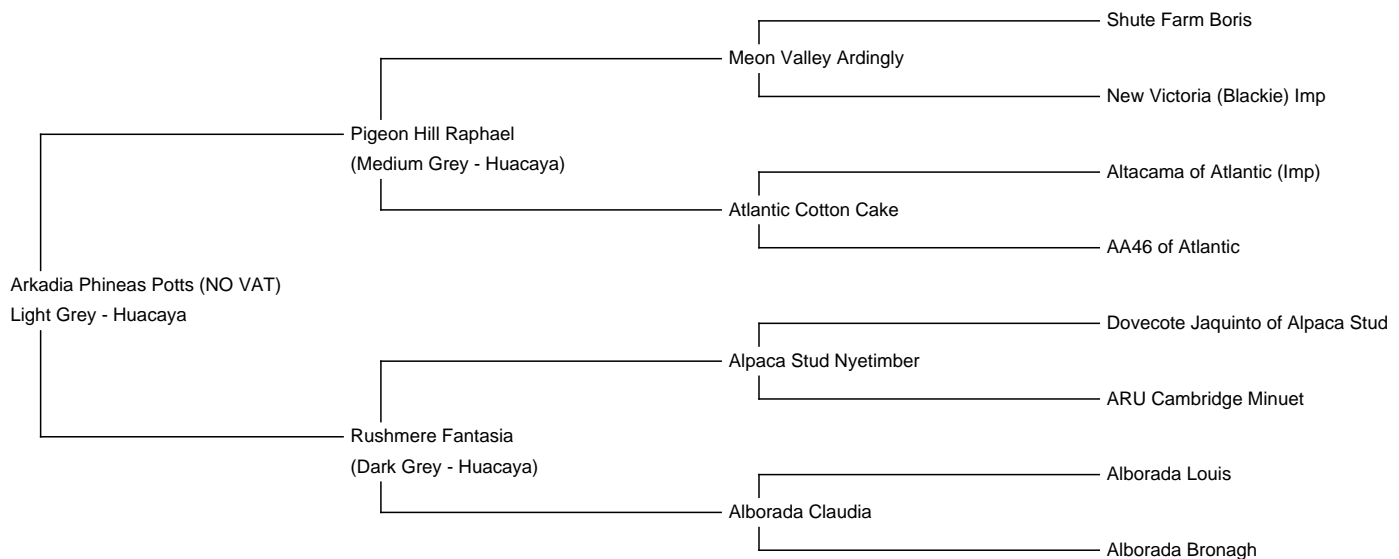 Shute Farm Boris
Meon Valley Ardingly
New Victoria (Blackie) Imp
Pigeon Hill Raphael
(Medium Grey - Huacaya)
Altacama of Atlantic (Imp)
Atlantic Cotton Cake
AA46 of Atlantic
Arkadia Phineas Potts (NO VAT)
Light Grey - Huacaya
Dovecote Jaquinto of Alpaca Stud
Alpaca Stud Nyetimber
ARU Cambridge Minuet
Rushmere Fantasia
(Dark Grey - Huacaya)
Alborada Louis
Alborada Claudia
Alborada Bronagh